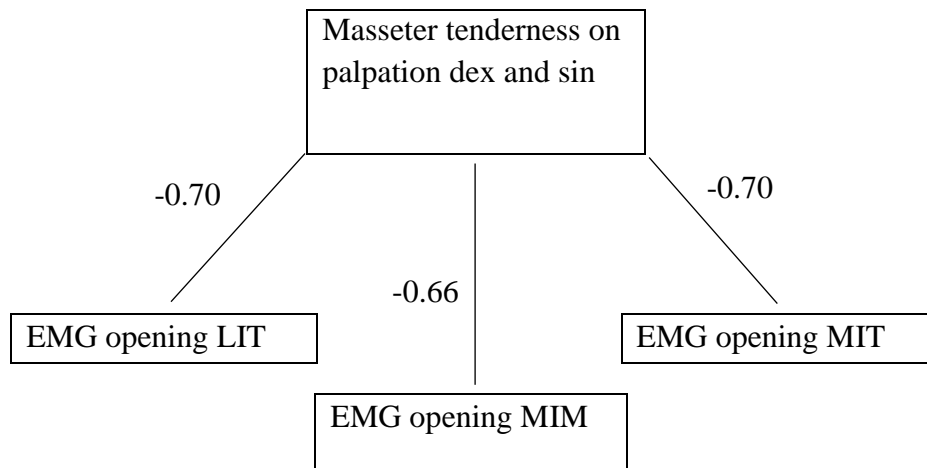 Masseter tenderness on
palpation dex and sin
-0.70
-0.70
-0.66
EMG opening LIT
EMG opening MIT
EMG opening MIM